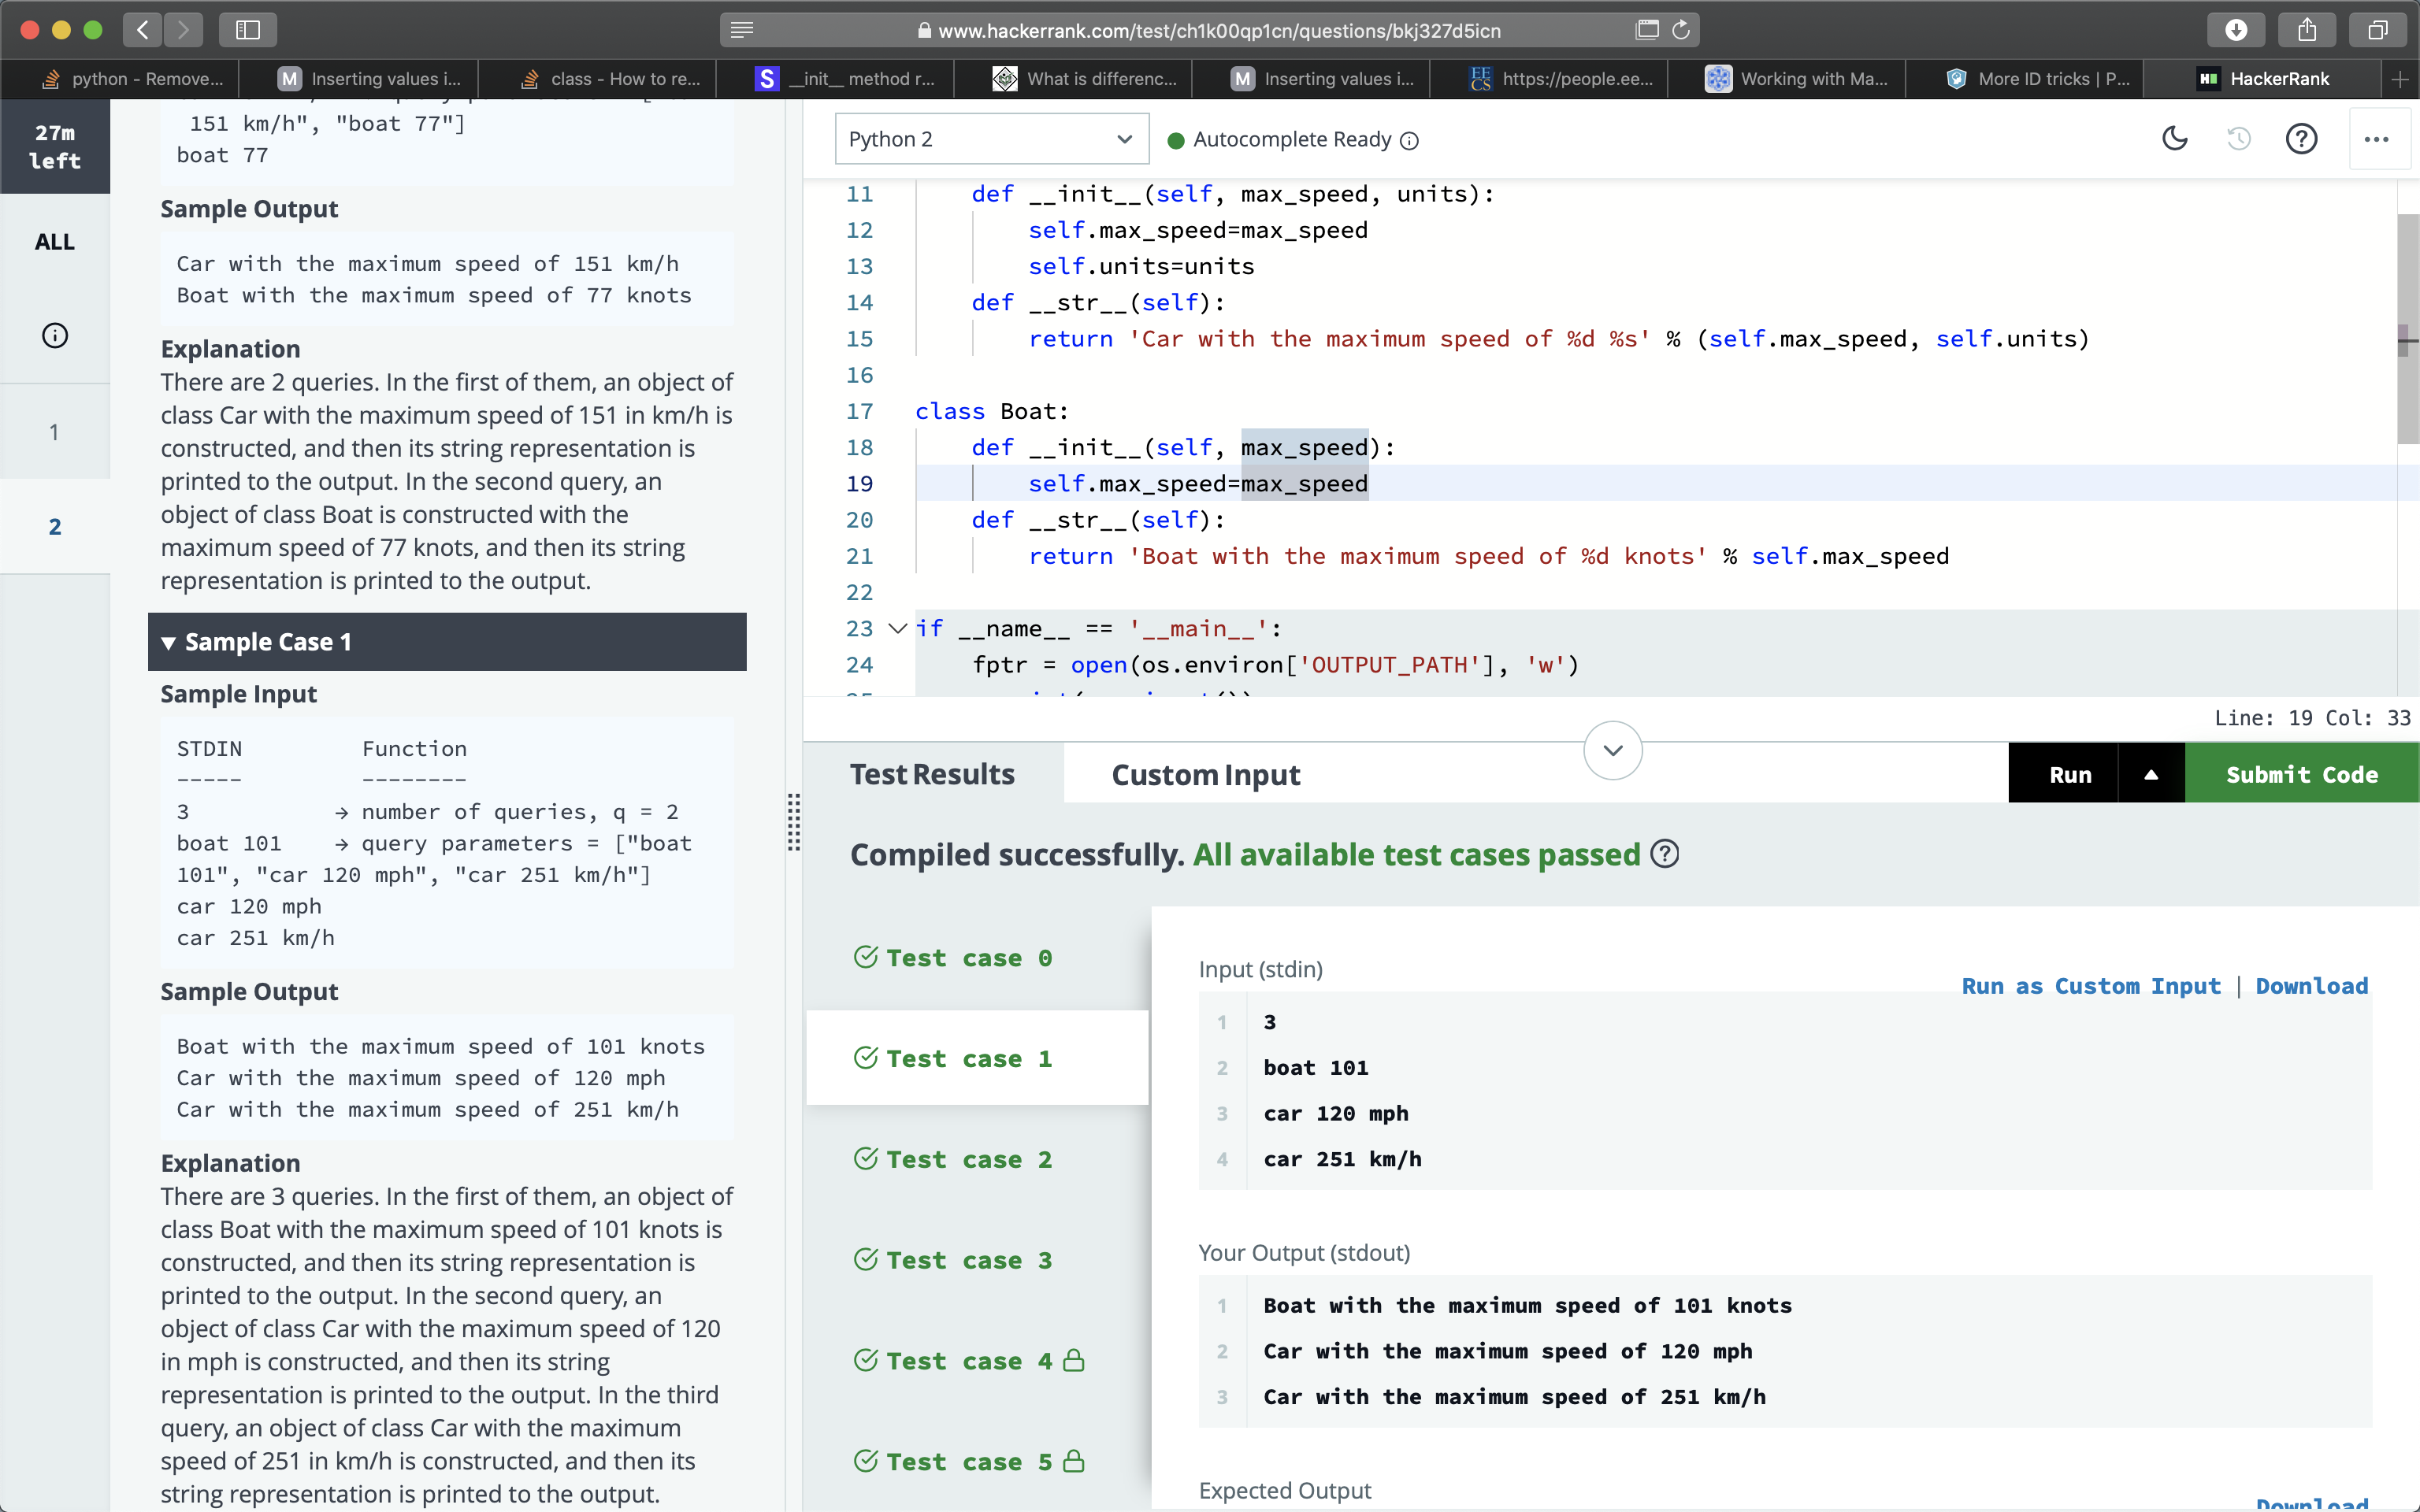 www.hackerrank.com/test/ch1k00qp1cn/questions/bkj327d5icn
python - Remove...
M Inserting values i...
class - How to re...
S __init__ method r...
What is differenc...
M Inserting values i...
EECS https://people.ee...
Working with Ma...
More ID tricks | P...
H HackerRank
27m
left
ALL
1
2
151 km/h", "boat 77"]
boat 77
Sample Output
Car with the maximum speed of 151 km/h
Boat with the maximum speed of 77 knots
Explanation
There are 2 queries. In the first of them, an object of
class Car with the maximum speed of 151 in km/h is
constructed, and then its string representation is
printed to the output. In the second query, an
object of class Boat is constructed with the
maximum speed of 77 knots, and then its string
representation is printed to the output.
▼ Sample Case 1
Sample Input
STDIN Function
----- --------
3 → number of queries, q = 2
boat 101 → query parameters = ["boat
101", "car 120 mph", "car 251 km/h"]
car 120 mph
car 251 km/h
Sample Output
Boat with the maximum speed of 101 knots
Car with the maximum speed of 120 mph
Car with the maximum speed of 251 km/h
Explanation
There are 3 queries. In the first of them, an object of
class Boat with the maximum speed of 101 knots is
constructed, and then its string representation is
printed to the output. In the second query, an
object of class Car with the maximum speed of 120
in mph is constructed, and then its string
representation is printed to the output. In the third
query, an object of class Car with the maximum
speed of 251 in km/h is constructed, and then its
string representation is printed to the output.
Python 2
Autocomplete Ready
11 def __init__(self, max_speed, units):
12 self.max_speed=max_speed
13 self.units=units
14 def __str__(self):
15 return 'Car with the maximum speed of %d %s' % (self.max_speed, self.units)
16
17 class Boat:
18 def __init__(self, max_speed):
19 self.max_speed=max_speed
20 def __str__(self):
21 return 'Boat with the maximum speed of %d knots' % self.max_speed
22
23 if __name__ == '__main__':
24 fptr = open(os.environ['OUTPUT_PATH'], 'w')
Line: 19 Col: 33
Test Results
Custom Input
Run
Submit Code
Compiled successfully. All available test cases passed
Test case 0
Test case 1
Test case 2
Test case 3
Test case 4
Test case 5
Input (stdin)
Run as Custom Input | Download
1 3
2 boat 101
3 car 120 mph
4 car 251 km/h
Your Output (stdout)
1 Boat with the maximum speed of 101 knots
2 Car with the maximum speed of 120 mph
3 Car with the maximum speed of 251 km/h
Expected Output
Download